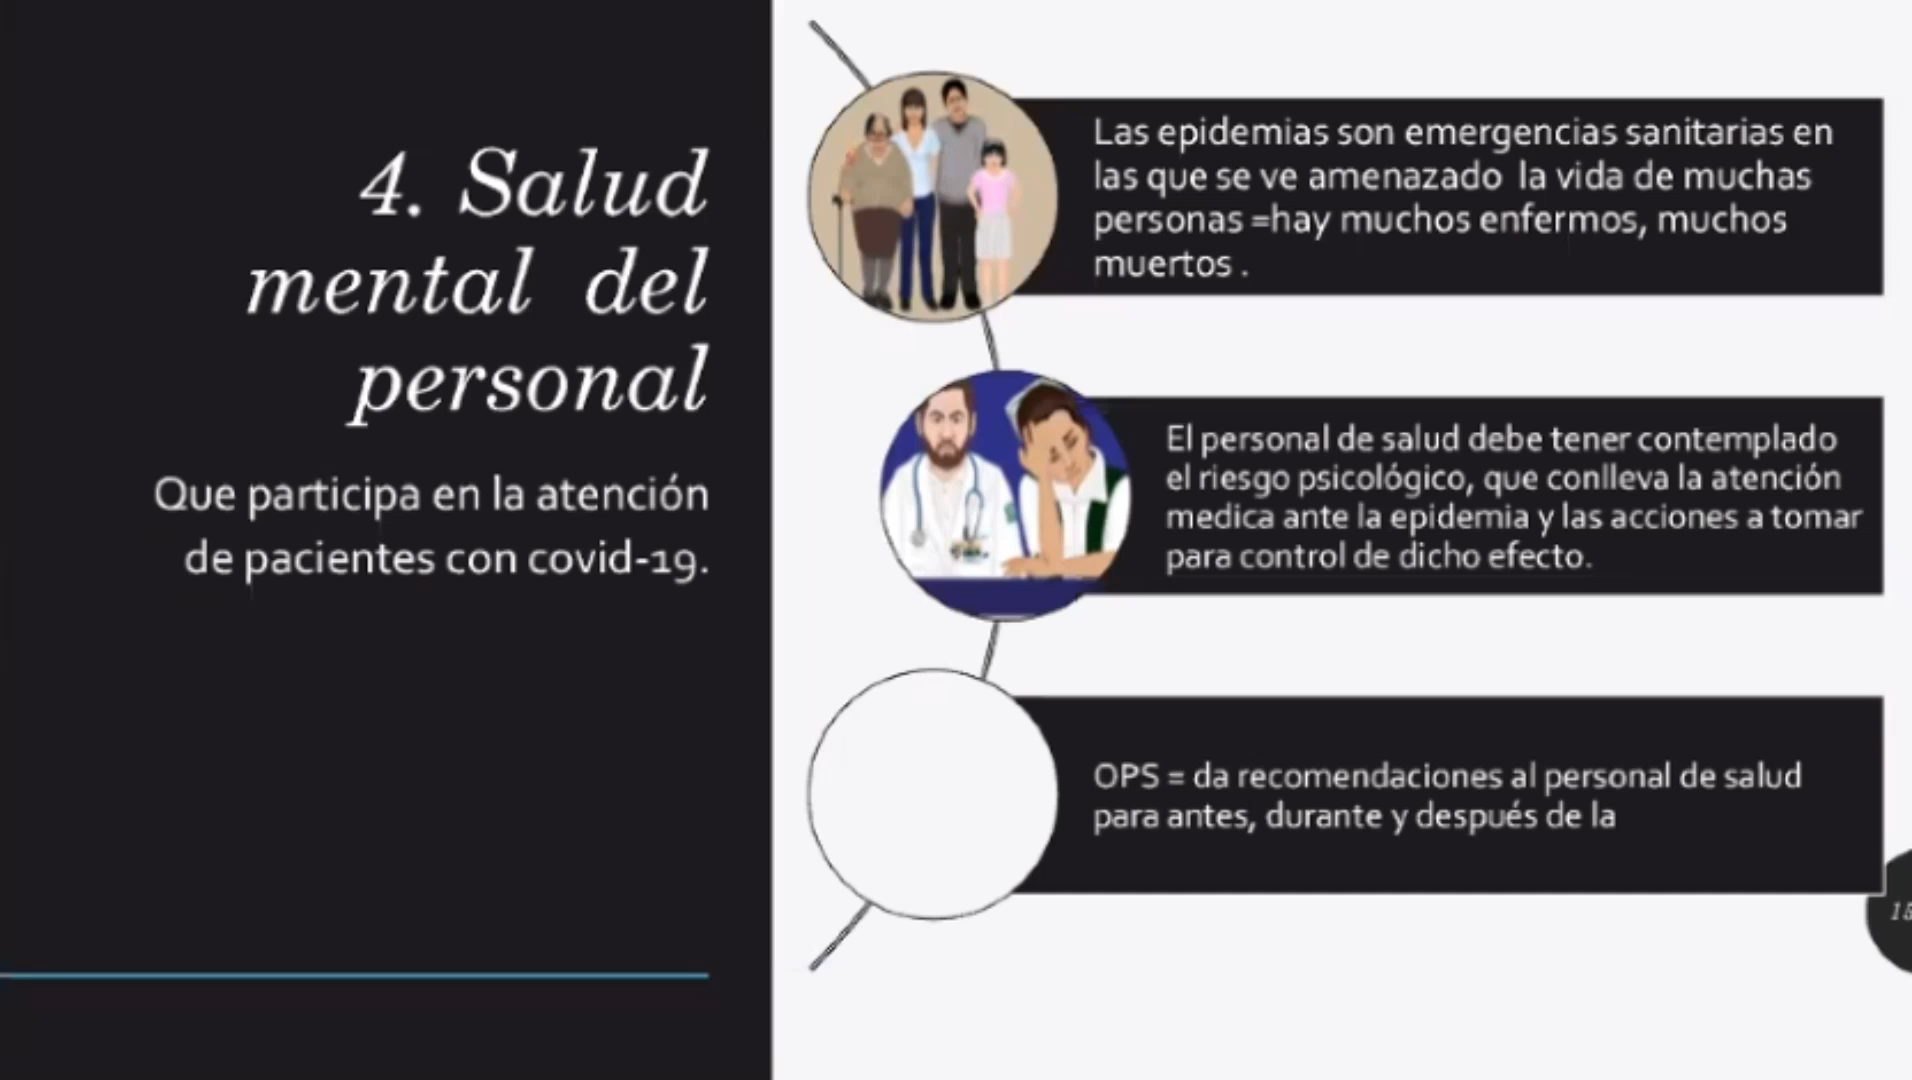 4. Salud
mental del
personal
Que participa en la atención
de pacientes con covid-19.
Las epidemias son emergencias sanitarias en
las que se ve amenazado la vida de muchas
personas =hay muchos enfermos, muchos
muertos .
El personal de salud debe tener contemplado
el riesgo psicológico, que conlleva la atención
medica ante la epidemia y las acciones a tomar
para control de dicho efecto.
OPS = da recomendaciones al personal de salud
para antes, durante y después de la